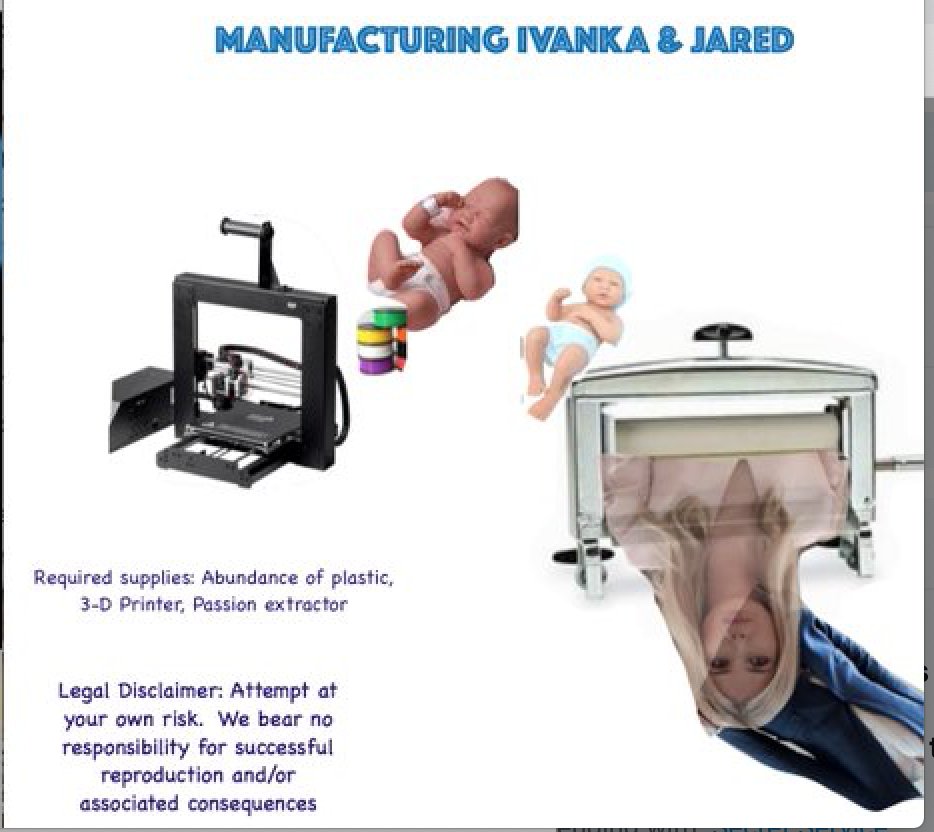 MANUFACTURING IVANKA & JARED
Required supplies: Abundance of plastic,
3-D Printer, Passion extractor
Legal Disclaimer: Attempt at
your own risk.  We bear no
responsibility for successful
reproduction and/or
associated consequences